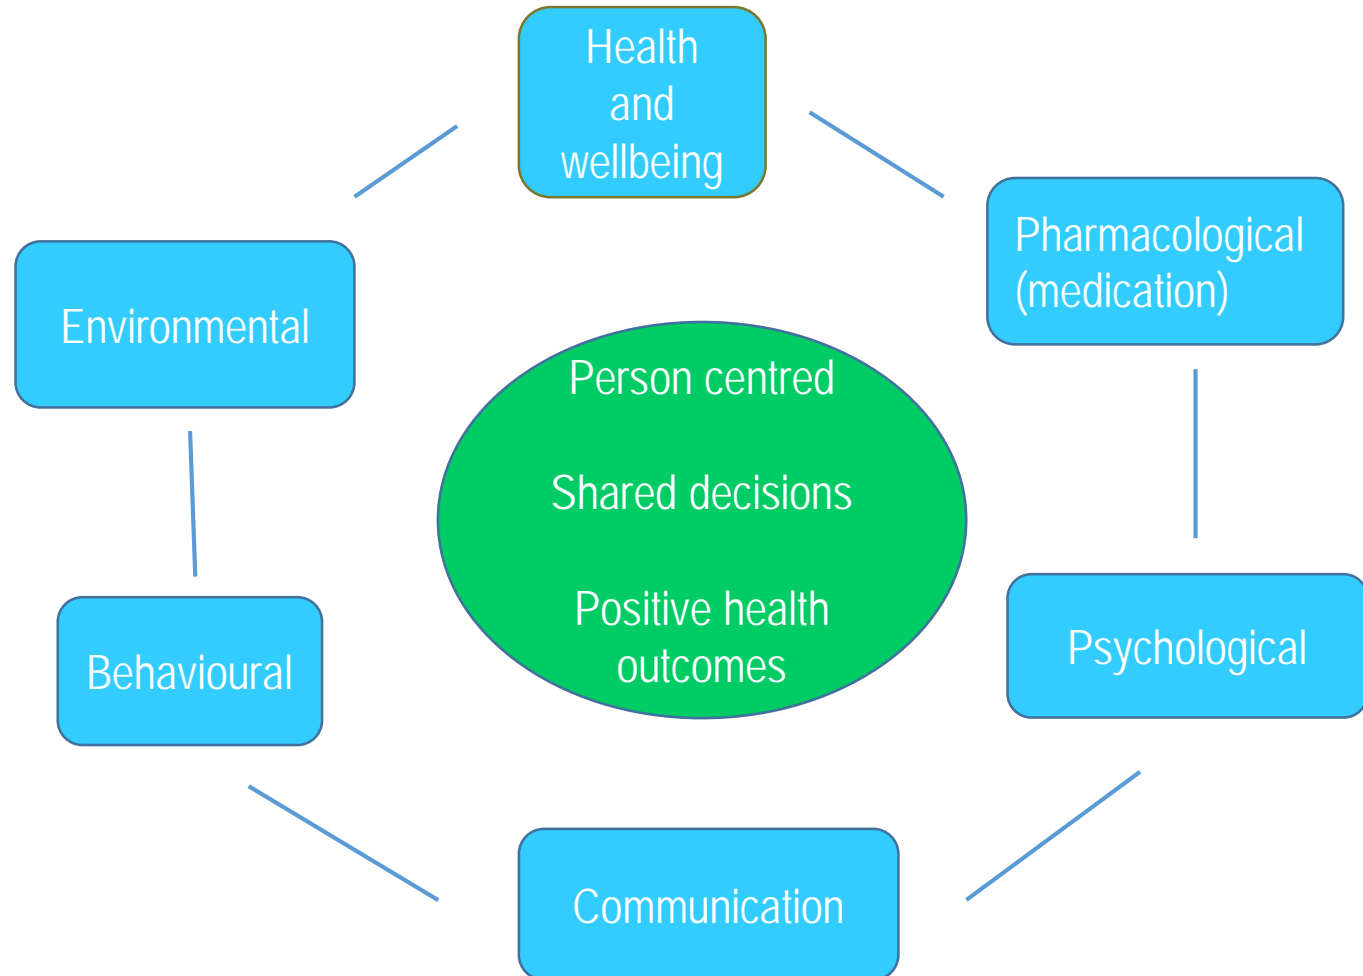 Health
and
wellbeing
Pharmacological
(medication)
Environmental
Person centred
Shared decisions
Positive health
outcomes
Psychological
Behavioural
Communication